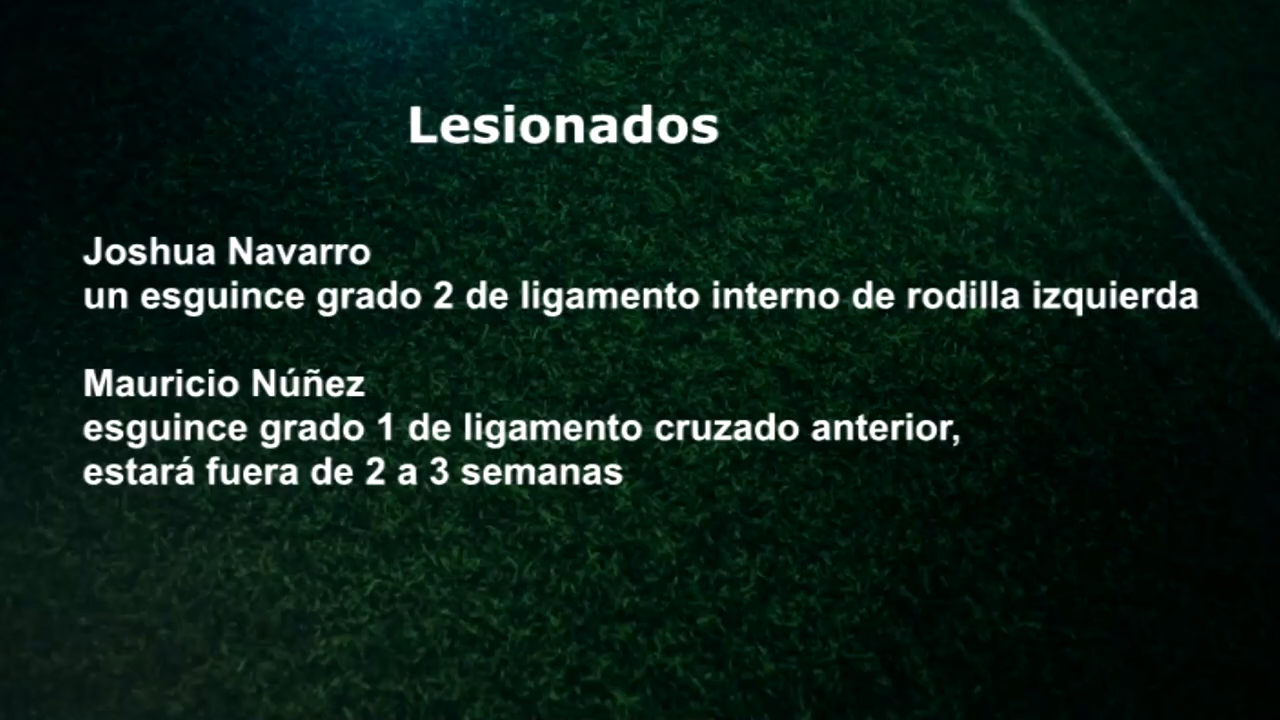 Lesionados
Joshua Navarro
un esguince grado 2 de ligamento interno de rodilla izquierda
Mauricio Núñez
esguince grado 1 de ligamento cruzado anterior,
estará fuera de 2 a 3 semanas